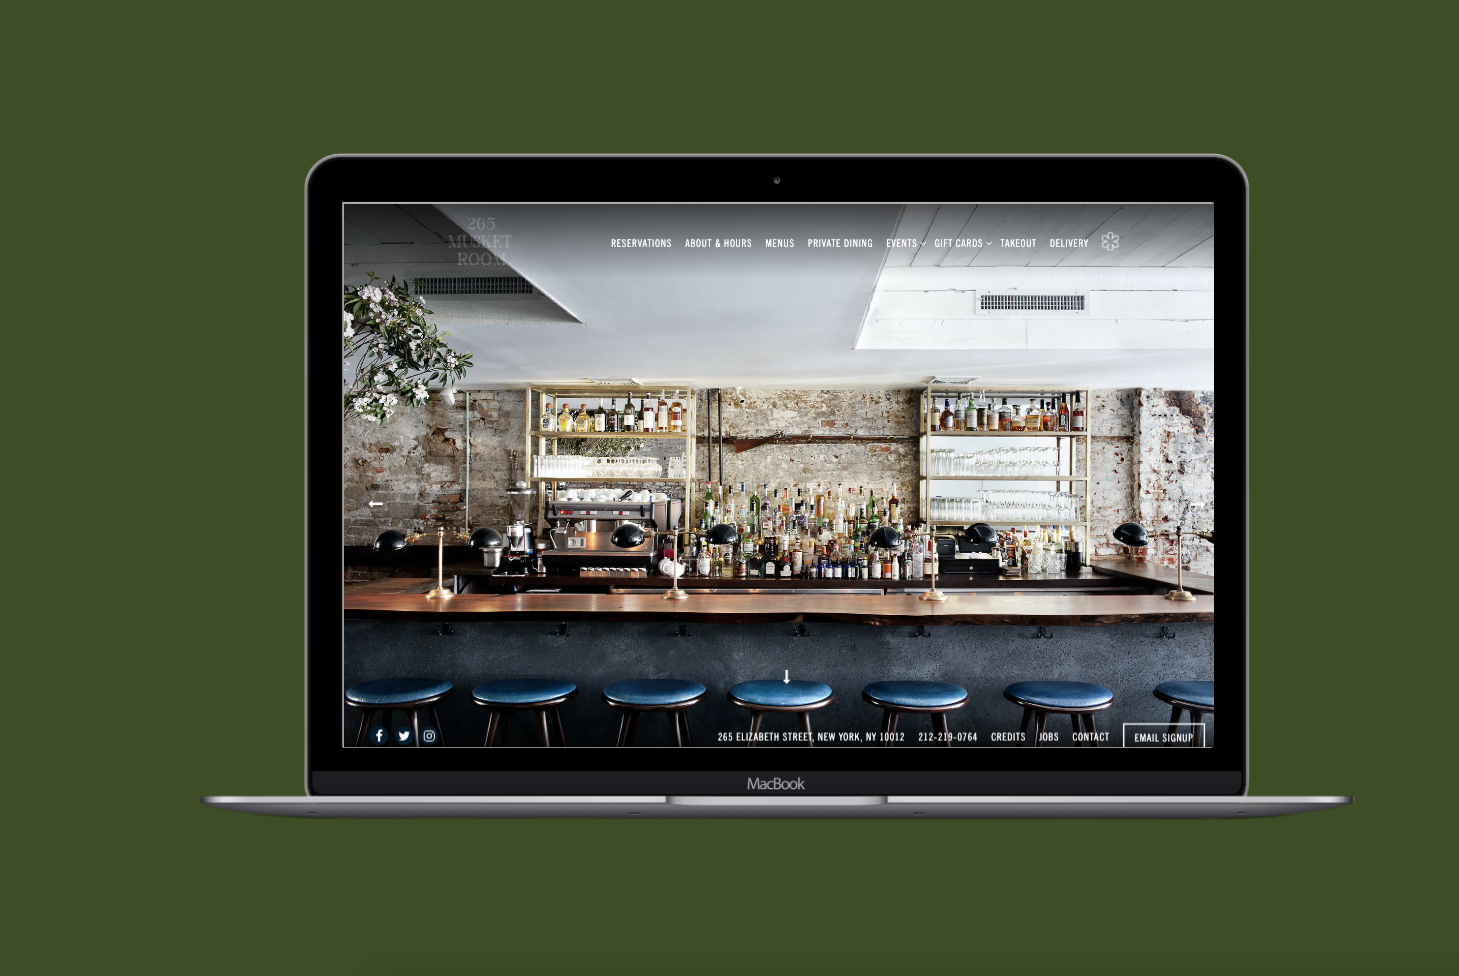 265
MUSKET
ROOM
RESERVATIONS ABOUT & HOURS MENUS PRIVATE DINING EVENTS GIFT CARDS TAKEOUT DELIVERY
265 ELIZABETH STREET, NEW YORK, NY 10012 212-219-0764 CREDITS JOBS CONTACT EMAIL SIGNUP
MacBook